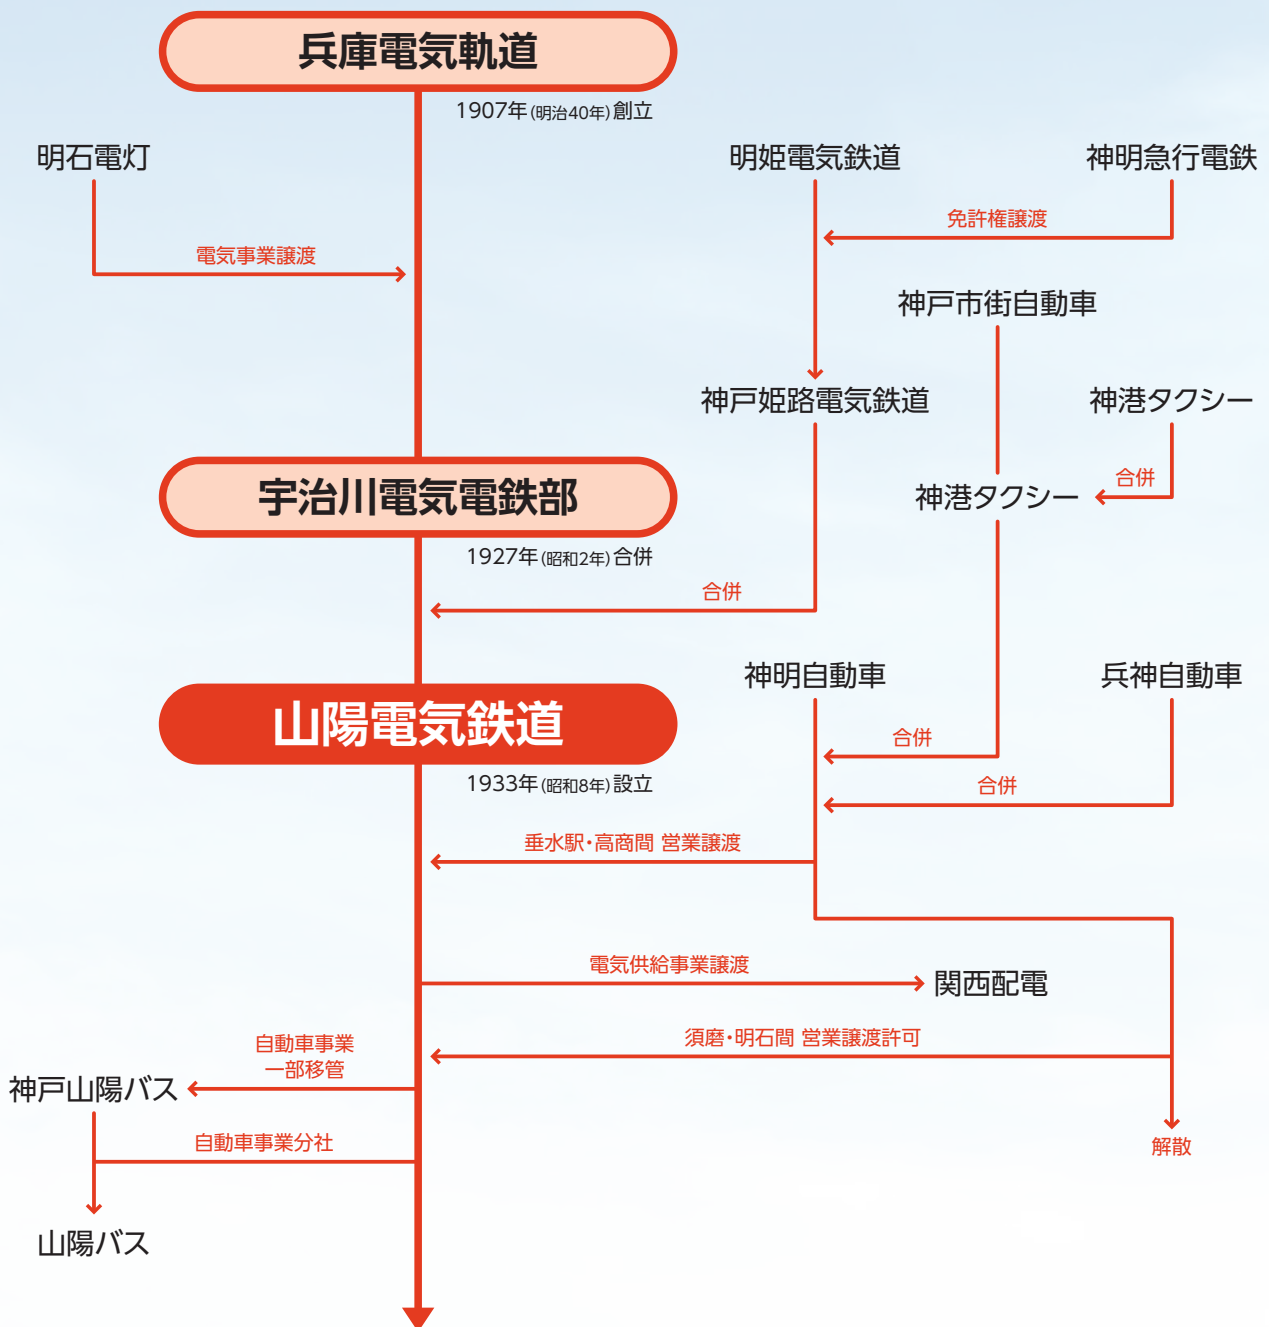 兵庫電気軌道
1907年(明治40年)創立
明石電灯
明姫電気鉄道
神明急行電鉄
免許権譲渡
電気事業譲渡
神戸市街自動車
神戸姫路電気鉄道
神港タクシー
合併
宇治川電気電鉄部
神港タクシー
1927年(昭和2年)合併
合併
神明自動車
兵神自動車
山陽電気鉄道
合併
1933年(昭和8年)設立
合併
垂水駅・高商間 営業譲渡
電気供給事業譲渡
関西配電
須磨・明石間 営業譲渡許可
自動車事業
一部移管
神戸山陽バス
自動車事業分社
解散
山陽バス